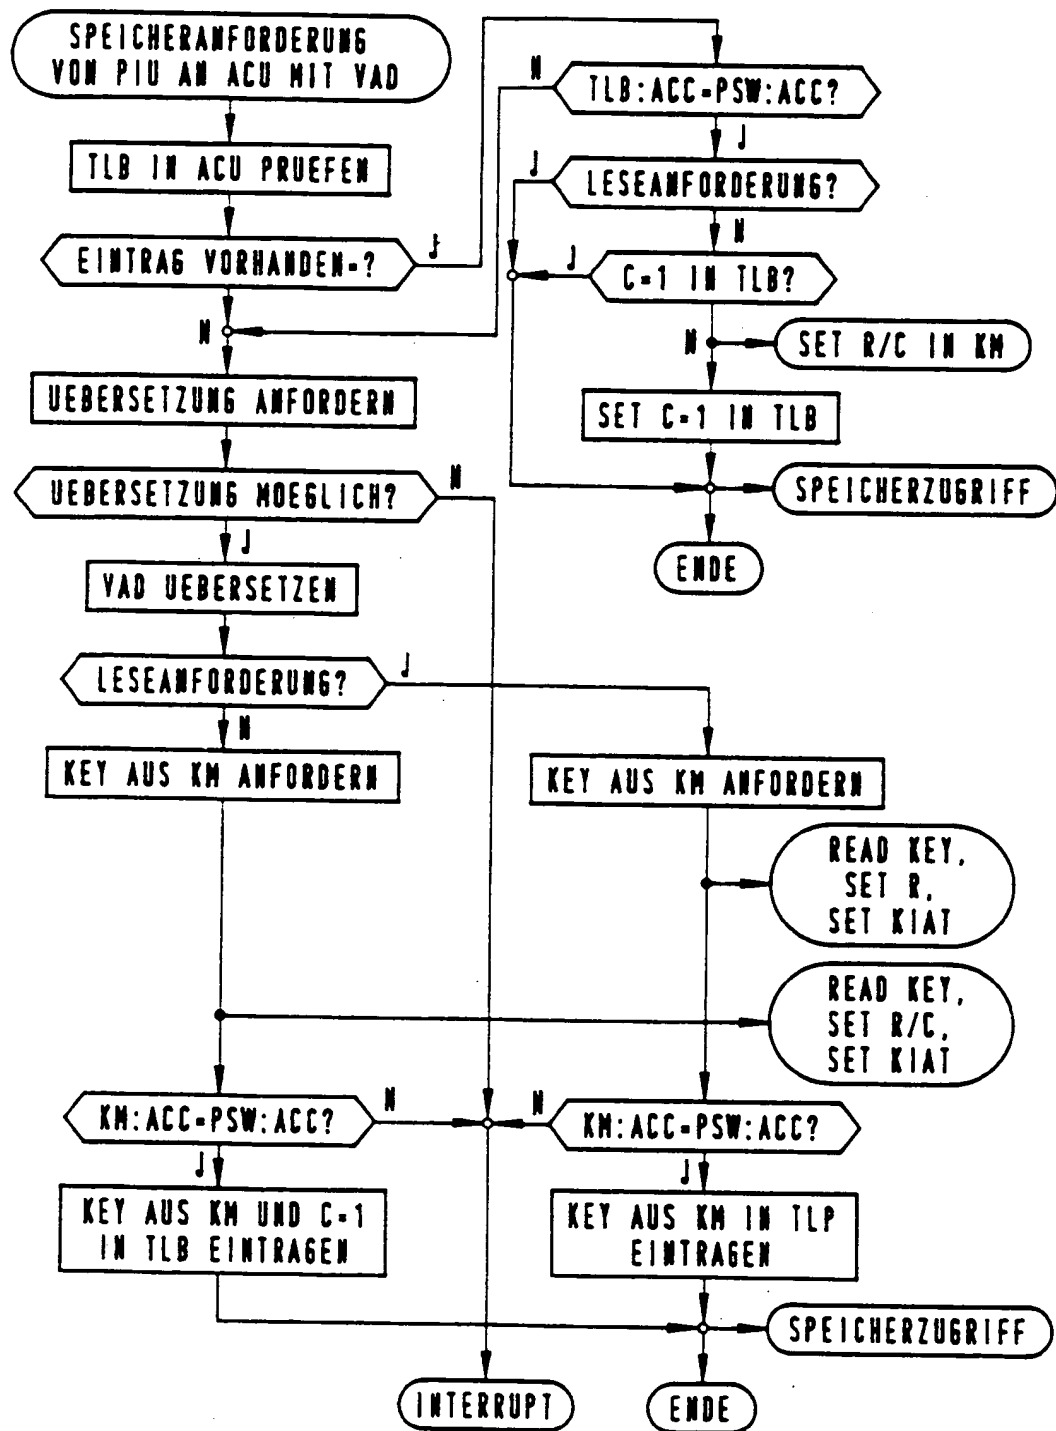 SPEICHERANFORDERUNG
VON PIU AN ACU MIT VAD
TLB IN ACU PRUEFEN
EINTRAG VORHANDEN=?
J
N
UEBERSETZUNG ANFORDERN
UEBERSETZUNG MOEGLICH?
N
J
VAD UEBERSETZEN
LESEANFORDERUNG?
J
N
KEY AUS KM ANFORDERN
KM:ACC=PSW:ACC?
N
J
KEY AUS KM UND C=1
IN TLB EINTRAGEN
INTERRUPT
N
TLB:ACC=PSW:ACC?
J
J
LESEANFORDERUNG?
N
J
C=1 IN TLB?
N
SET R/C IN KM
SET C=1 IN TLB
SPEICHERZUGRIFF
ENDE
KEY AUS KM ANFORDERN
READ KEY,
SET R,
SET KIAT
READ KEY,
SET R/C,
SET KIAT
N
KM:ACC=PSW:ACC?
J
KEY AUS KM IN TLP
EINTRAGEN
SPEICHERZUGRIFF
ENDE